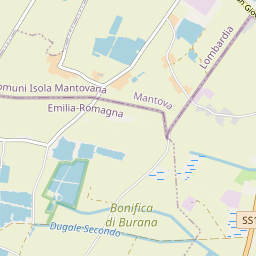 Lombardia
omuni Isola Mantovana
Mantova
Emilia-Romagna
Bonifica
di Burana
Dugale Secondo
SS1